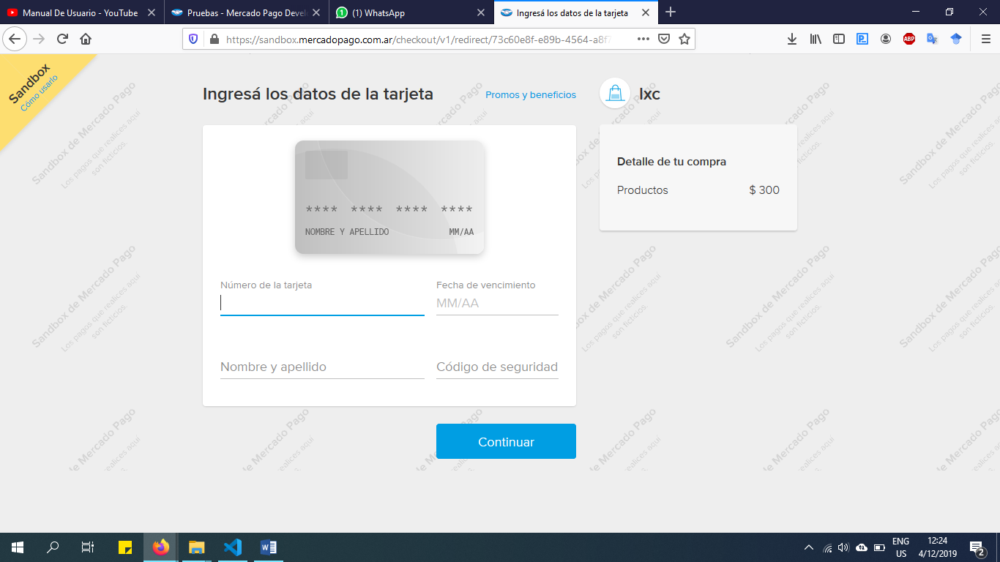 Manual De Usuario - YouTube
Pruebas - Mercado Pago Devel
(1) WhatsApp
Ingresá los datos de la tarjeta
https://sandbox.mercadopago.com.ar/checkout/v1/redirect/73c60e8f-e89b-4564-a8f7
ABP
Sandbox
Cómo usarlo
Ingresá los datos de la tarjeta
Promos y beneficios
lxc
**** **** **** ****
NOMBRE Y APELLIDO MM/AA
Detalle de tu compra
Productos $ 300
Número de la tarjeta
Fecha de vencimiento
MM/AA
Nombre y apellido
Código de seguridad
Continuar
Sandbox de Mercado Pago
Los pagos que realices aquí
son ficticios.
ENG
US
12:24
4/12/2019
2